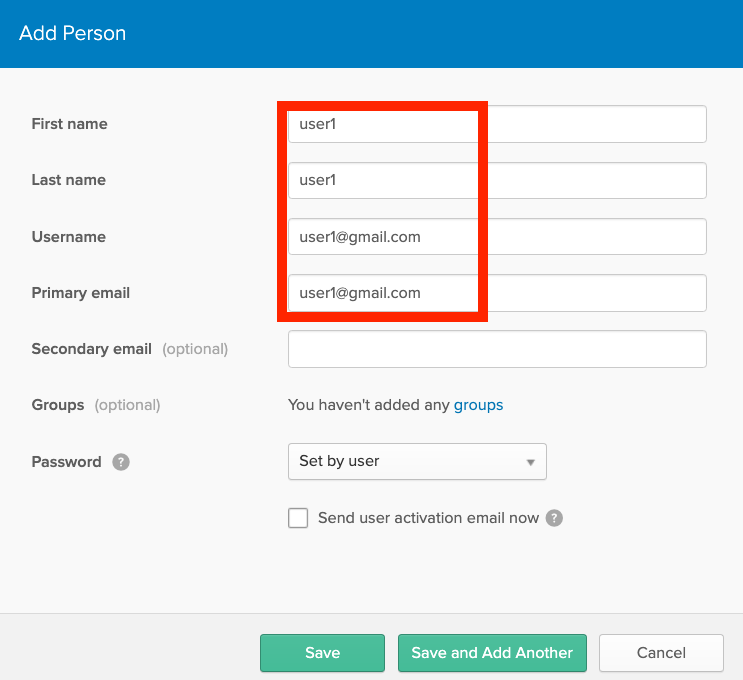 Add Person
First name user1
Last name user1
Username user1@gmail.com
Primary email user1@gmail.com
Secondary email (optional)
Groups (optional) You haven't added any groups
Password ? Set by user
Send user activation email now ?
Save Save and Add Another Cancel